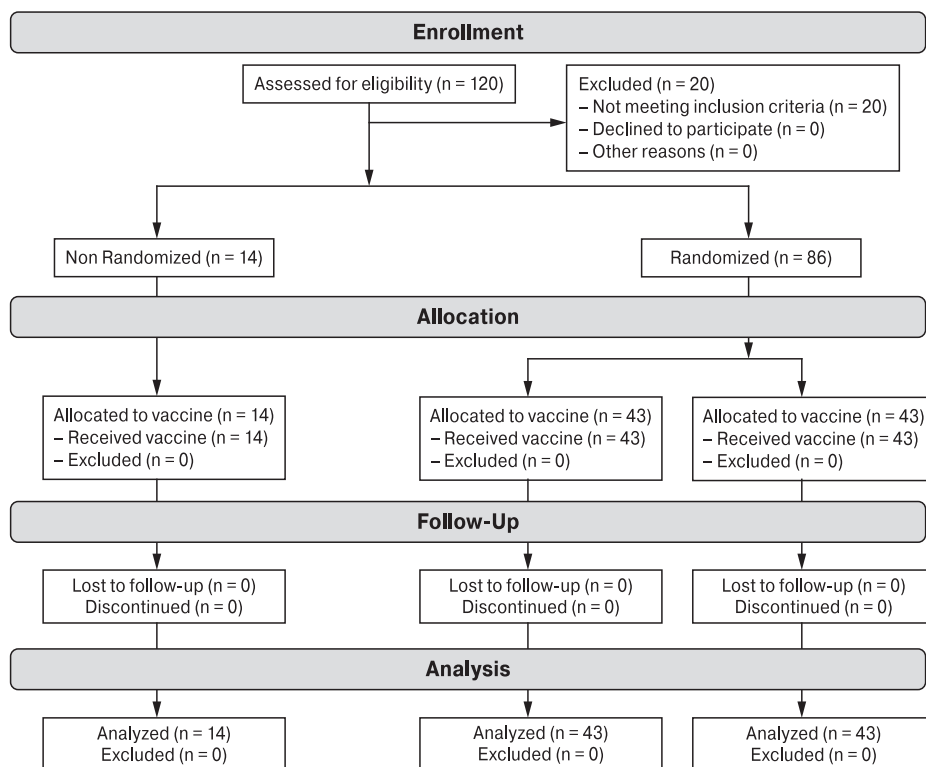 Enrollment
Assessed for eligibility (n = 120)
Excluded (n = 20)
– Not meeting inclusion criteria (n = 20)
– Declined to participate (n = 0)
– Other reasons (n = 0)
Non Randomized (n = 14)
Randomized (n = 86)
Allocation
Allocated to vaccine (n = 14)
– Received vaccine (n = 14)
– Excluded (n = 0)
Allocated to vaccine (n = 43)
– Received vaccine (n = 43)
– Excluded (n = 0)
Allocated to vaccine (n = 43)
– Received vaccine (n = 43)
– Excluded (n = 0)
Follow-Up
Lost to follow-up (n = 0)
Discontinued (n = 0)
Lost to follow-up (n = 0)
Discontinued (n = 0)
Lost to follow-up (n = 0)
Discontinued (n = 0)
Analysis
Analyzed (n = 14)
Excluded (n = 0)
Analyzed (n = 43)
Excluded (n = 0)
Analyzed (n = 43)
Excluded (n = 0)